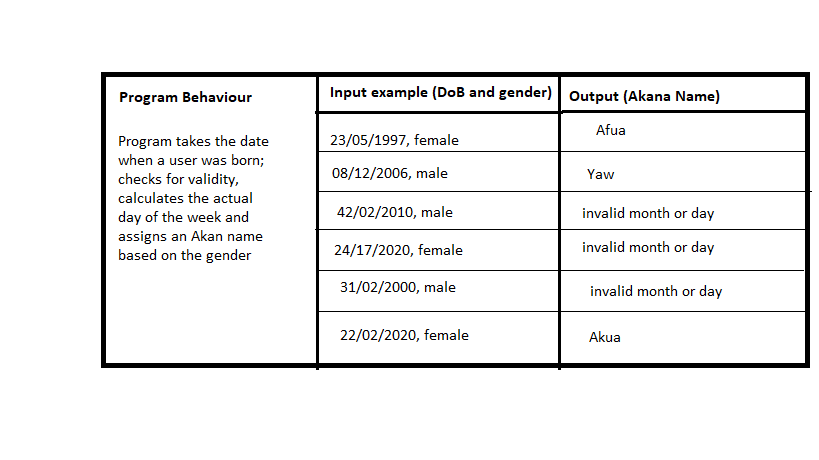 Program Behaviour
Input example (DoB and gender)
Output (Akana Name)
Program takes the date
when a user was born;
checks for validity,
calculates the actual
day of the week and
assigns an Akan name
based on the gender
23/05/1997, female
Afua
08/12/2006, male
Yaw
42/02/2010, male
invalid month or day
24/17/2020, female
invalid month or day
31/02/2000, male
invalid month or day
22/02/2020, female
Akua